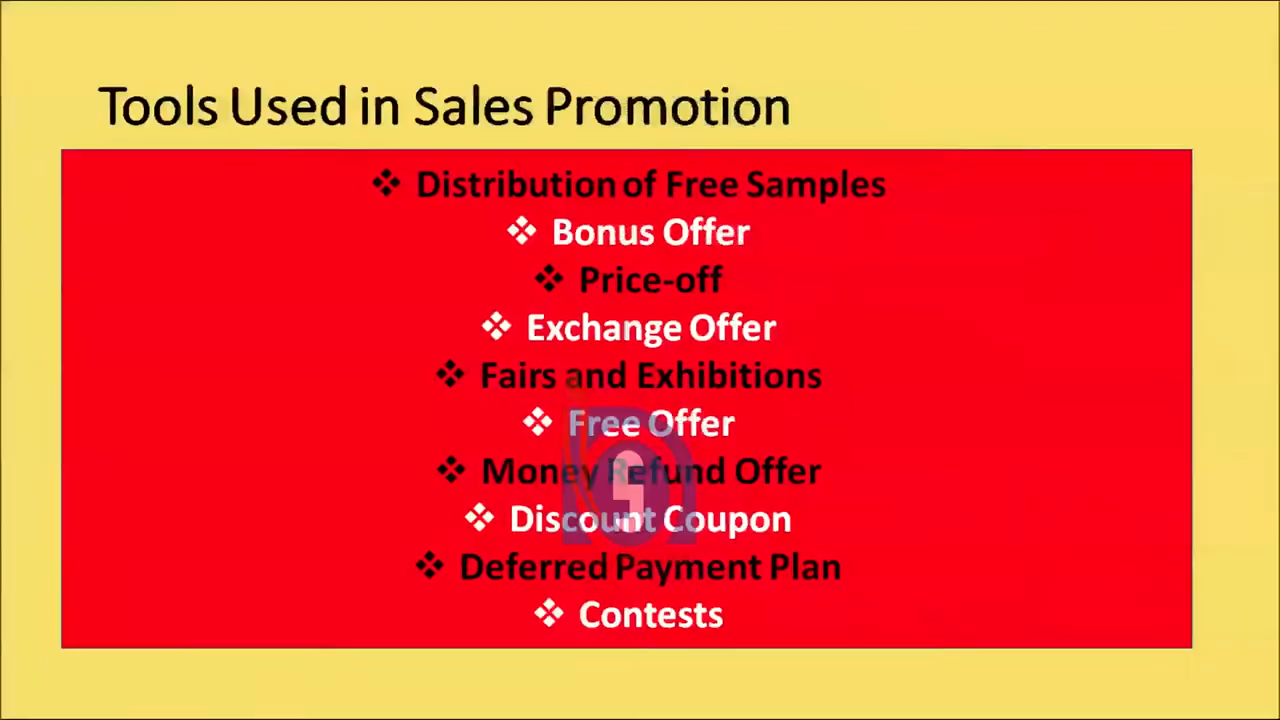 Tools Used in Sales Promotion
❖ Distribution of Free Samples
❖ Bonus Offer
❖ Price-off
❖ Exchange Offer
❖ Fairs and Exhibitions
❖ Free Offer
❖ Money Refund Offer
❖ Discount Coupon
❖ Deferred Payment Plan
❖ Contests